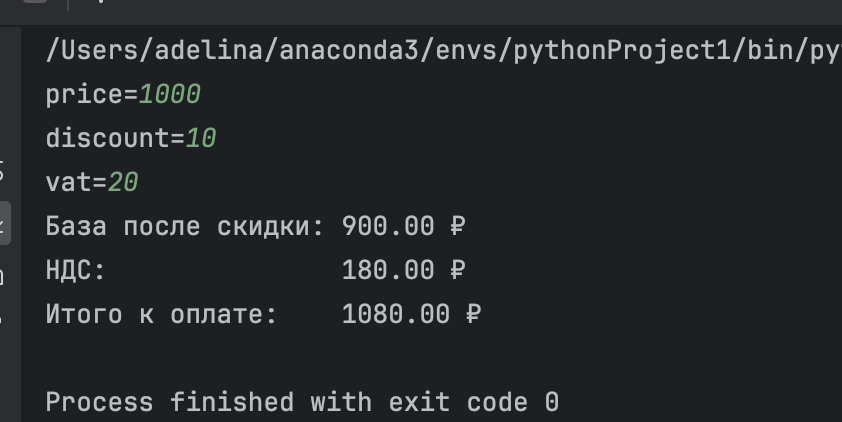 /Users/adelina/anaconda3/envs/pythonProject1/bin/py
price=1000
discount=10
vat=20
База после скидки: 900.00 ₽
НДС:               180.00 ₽
Итого к оплате:    1080.00 ₽
Process finished with exit code 0